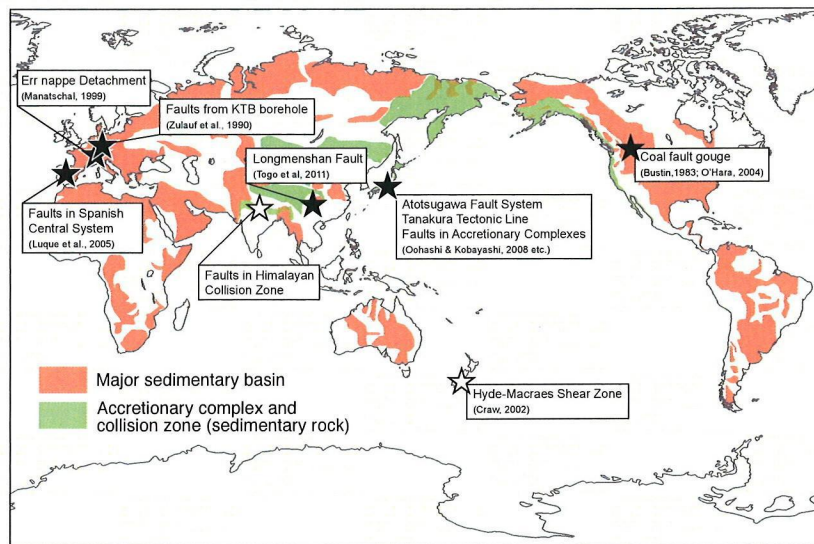 Err nappe Detachment
(Manatschal, 1999)
Faults from KTB borehole
(Zulauf et al., 1990)
Longmenshan Fault
(Togo et al, 2011)
Coal fault gouge
(Bustin,1983; O'Hara, 2004)
Faults in Spanish
Central System
(Luque et al., 2005)
Atotsugawa Fault System
Tanakura Tectonic Line
Faults in Accretionary Complexes
(Oohashi & Kobayashi, 2008 etc.)
Faults in Himalayan
Collision Zone
Major sedimentary basin
Accretionary complex and
collision zone (sedimentary rock)
Hyde-Macraes Shear Zone
(Craw, 2002)